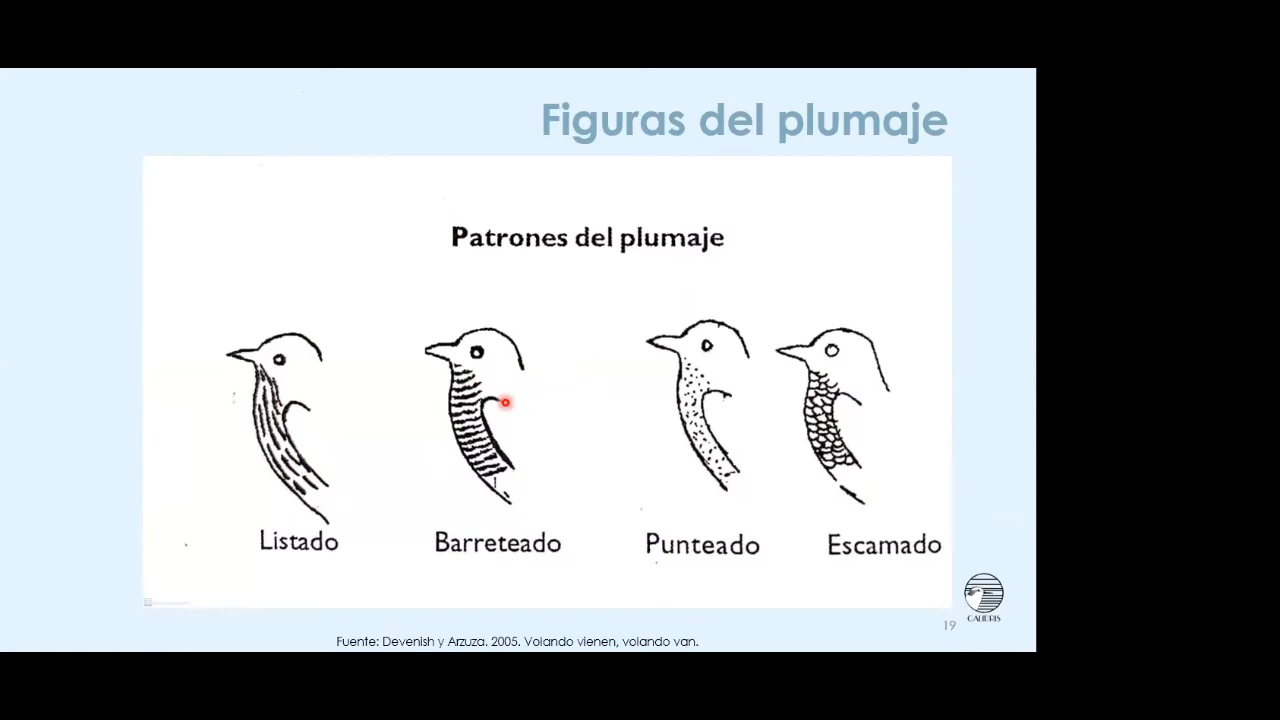 Figuras del plumaje
Patrones del plumaje
Listado
Barreteado
Punteado
Escamado
CALIDRIS
19
Fuente: Devenish y Arzuza. 2005. Volando vienen, volando van.